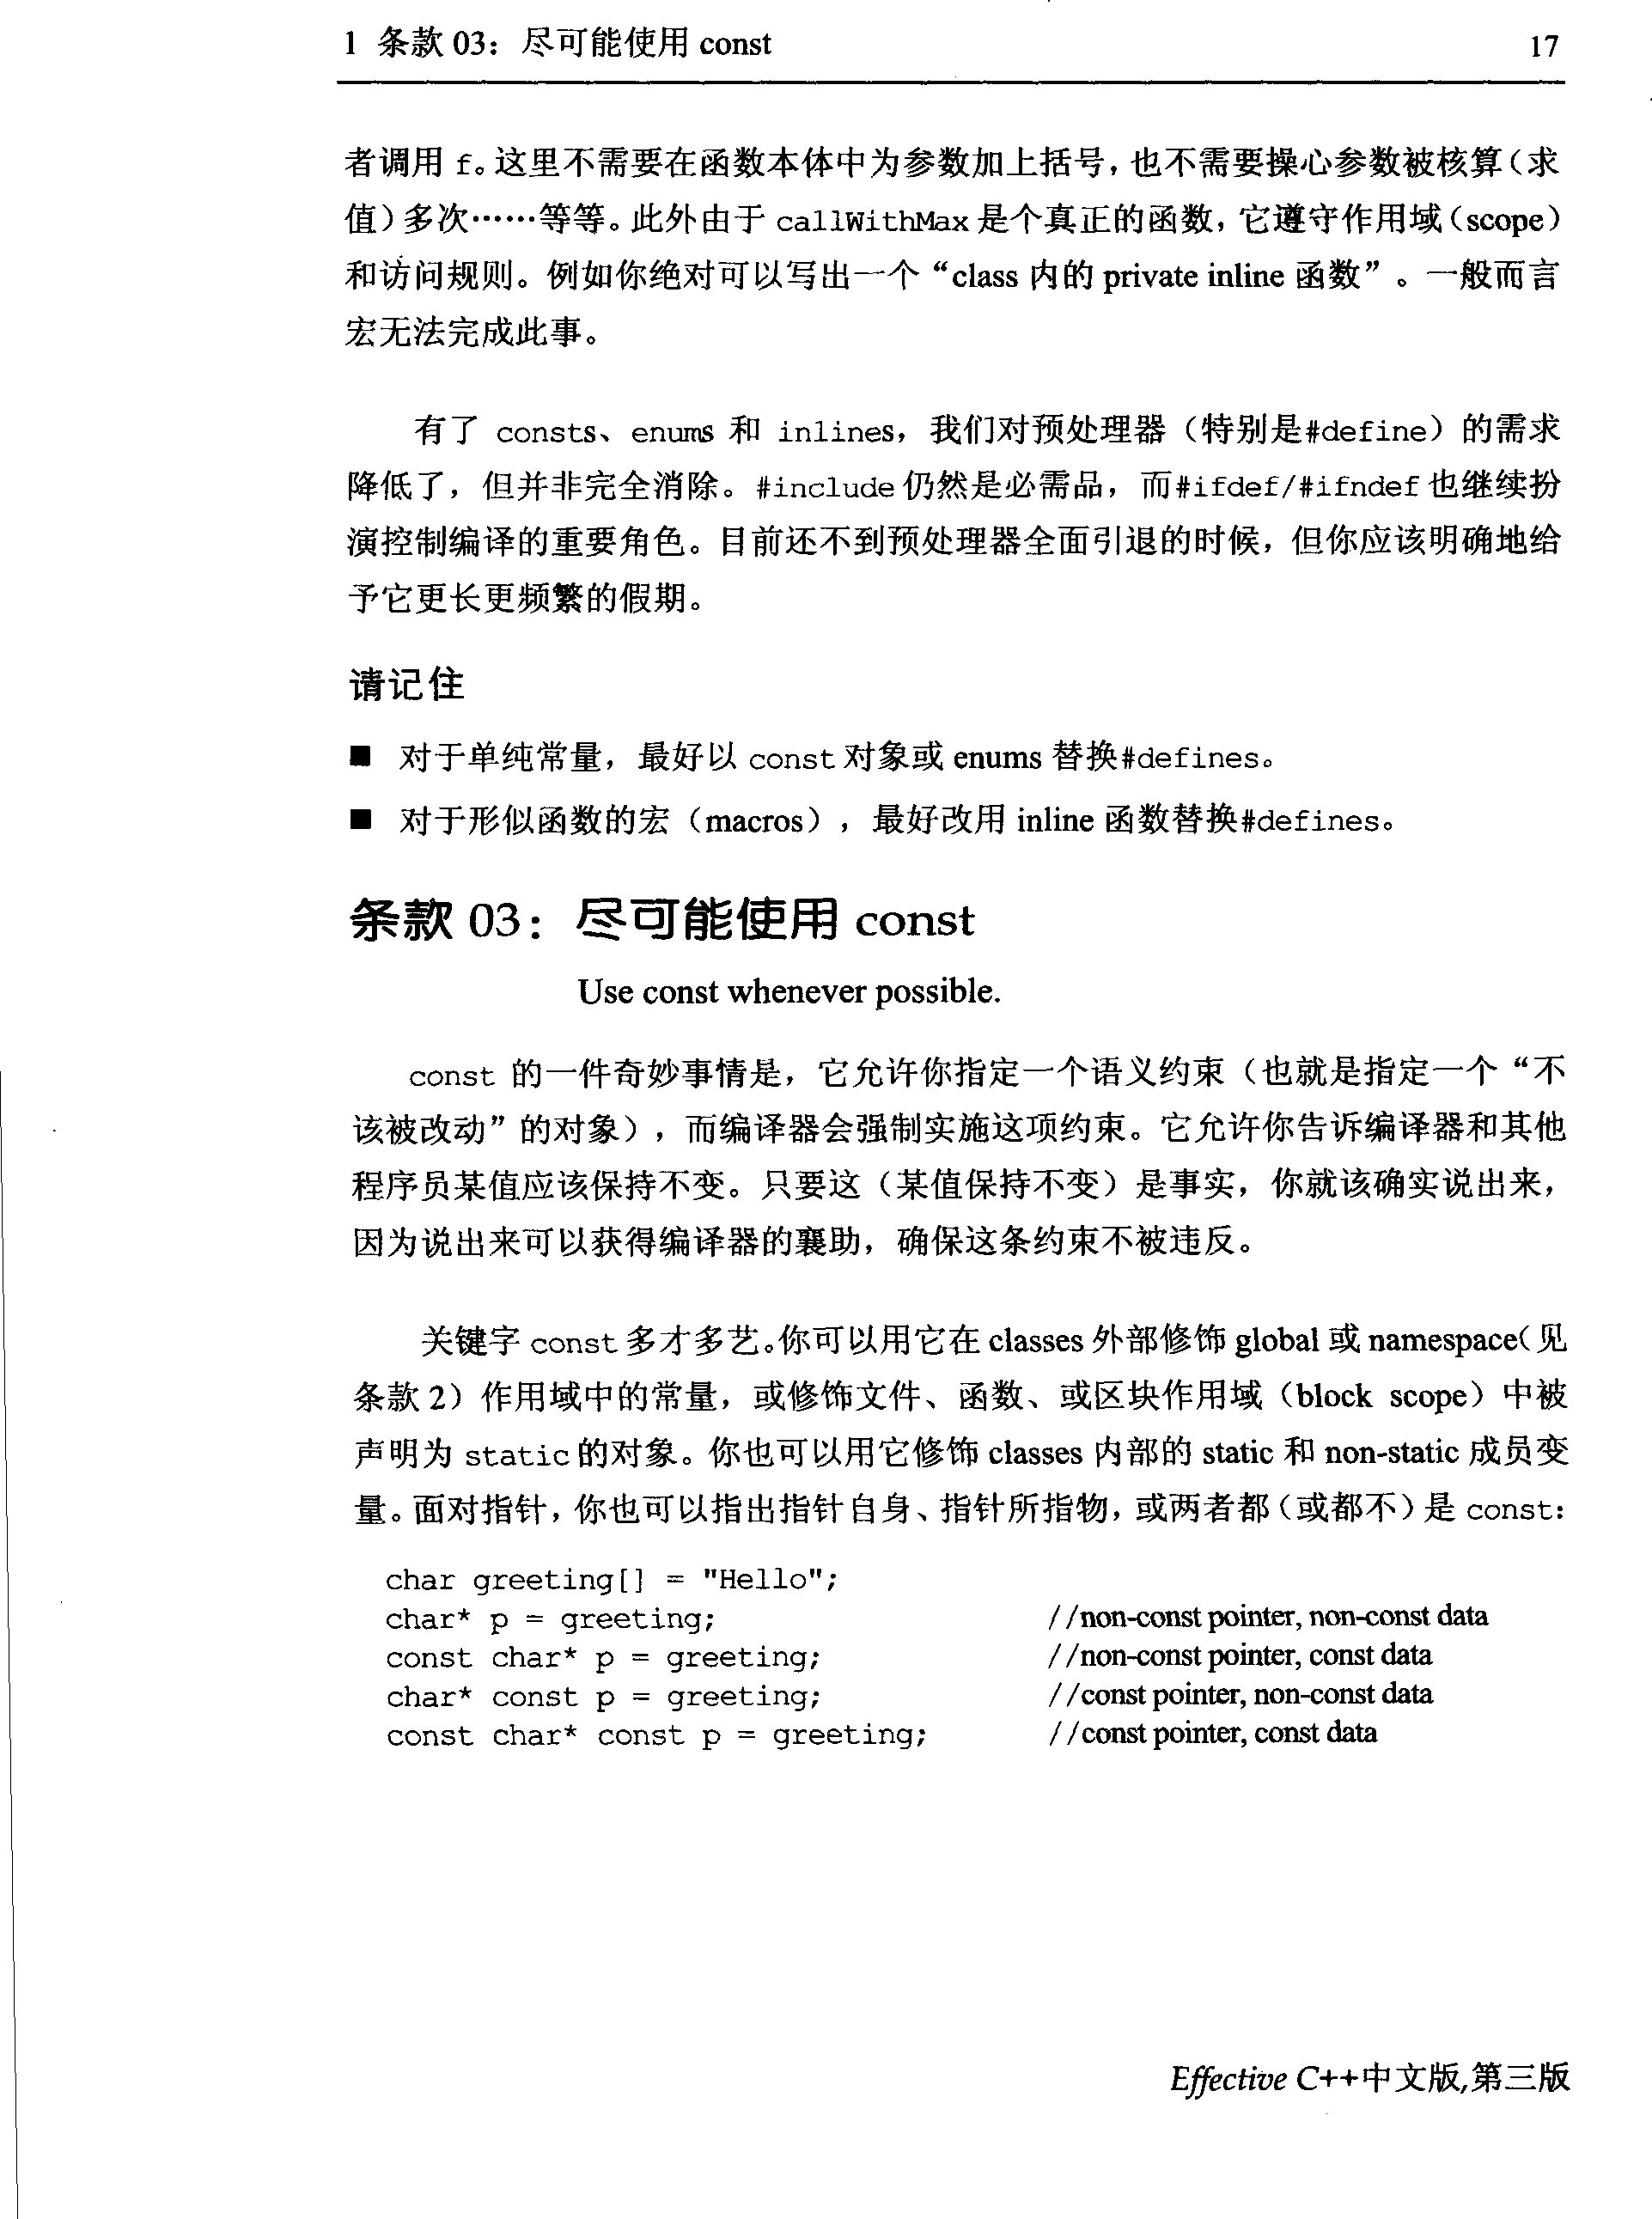 1 条款 03：尽可能使用 const 17
者调用 f。这里不需要在函数本体中为参数加上括号，也不需要操心参数被核算（求
值）多次……等等。此外由于 callWithMax 是个真正的函数，它遵守作用域（scope）
和访问规则。例如你绝对可以写出一个“class 内的 private inline 函数”。一般而言
宏无法完成此事。
有了 consts、enums 和 inlines，我们对预处理器（特别是#define）的需求
降低了，但并非完全消除。#include 仍然是必需品，而#ifdef/#ifndef 也继续扮
演控制编译的重要角色。目前还不到预处理器全面引退的时候，但你应该明确地给
予它更长更频繁的假期。
请记住
■ 对于单纯常量，最好以 const 对象或 enums 替换#defines。
■ 对于形似函数的宏（macros），最好改用 inline 函数替换#defines。
条款 03：尽可能使用 const
Use const whenever possible.
const 的一件奇妙事情是，它允许你指定一个语义约束（也就是指定一个“不
该被改动”的对象），而编译器会强制实施这项约束。它允许你告诉编译器和其他
程序员某值应该保持不变。只要这（某值保持不变）是事实，你就该确实说出来，
因为说出来可以获得编译器的襄助，确保这条约束不被违反。
关键字 const 多才多艺。你可以用它在 classes 外部修饰 global 或 namespace（见
条款 2）作用域中的常量，或修饰文件、函数、或区块作用域（block scope）中被
声明为 static 的对象。你也可以用它修饰 classes 内部的 static 和 non-static 成员变
量。面对指针，你也可以指出指针自身、指针所指物，或两者都（或都不）是 const：
char greeting[] = "Hello";
char* p = greeting; //non-const pointer, non-const data
const char* p = greeting; //non-const pointer, const data
char* const p = greeting; //const pointer, non-const data
const char* const p = greeting; //const pointer, const data
Effective C++中文版,第三版